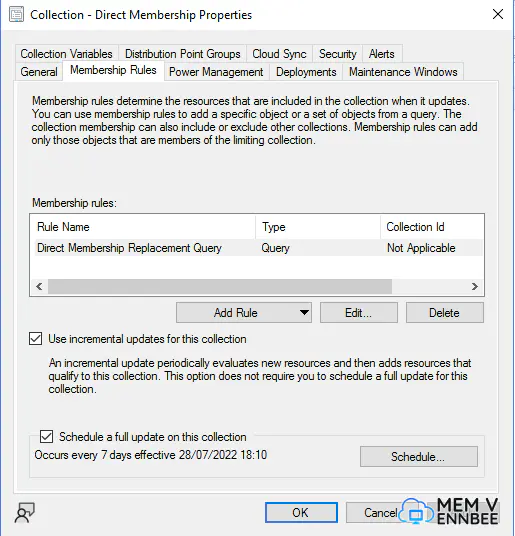 Collection - Direct Membership Properties
Collection Variables Distribution Point Groups Cloud Sync Security Alerts
General Membership Rules Power Management Deployments Maintenance Windows
Membership rules determine the resources that are included in the collection when it updates.
You can use membership rules to add a specific object or a set of objects from a query. The
collection membership can also include or exclude other collections. Membership rules can add
only those objects that are members of the limiting collection.
Membership rules:
Rule Name Type Collection Id
Direct Membership Replacement Query Query Not Applicable
Add Rule Edit... Delete
Use incremental updates for this collection
An incremental update periodically evaluates new resources and then adds resources that
qualify to this collection. This option does not require you to schedule a full update for this
collection.
Schedule a full update on this collection
Occurs every 7 days effective 28/07/2022 18:10 Schedule...
OK Cancel
MEM V
ENNBEE